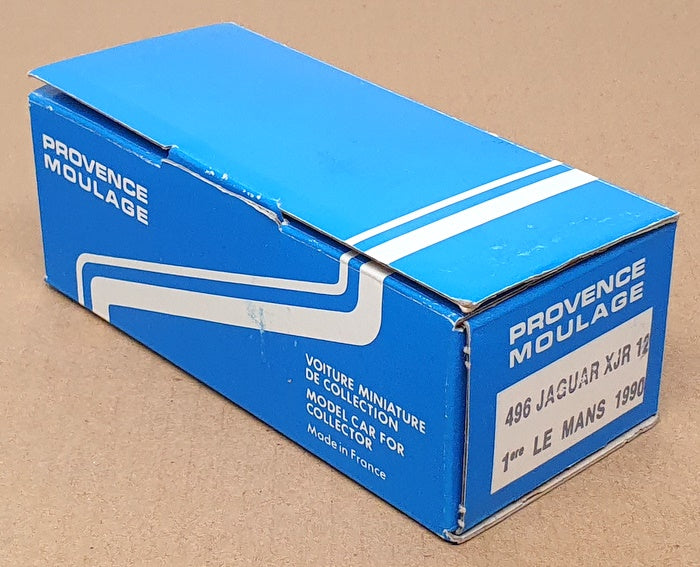 PROVENCE
MOULAGE
VOITURE MINIATURE
DE COLLECTION
MODEL CAR FOR
COLLECTOR
Made in France
PROVENCE
MOULAGE
496 JAGUAR XJR 12
1ere LE MANS 1990